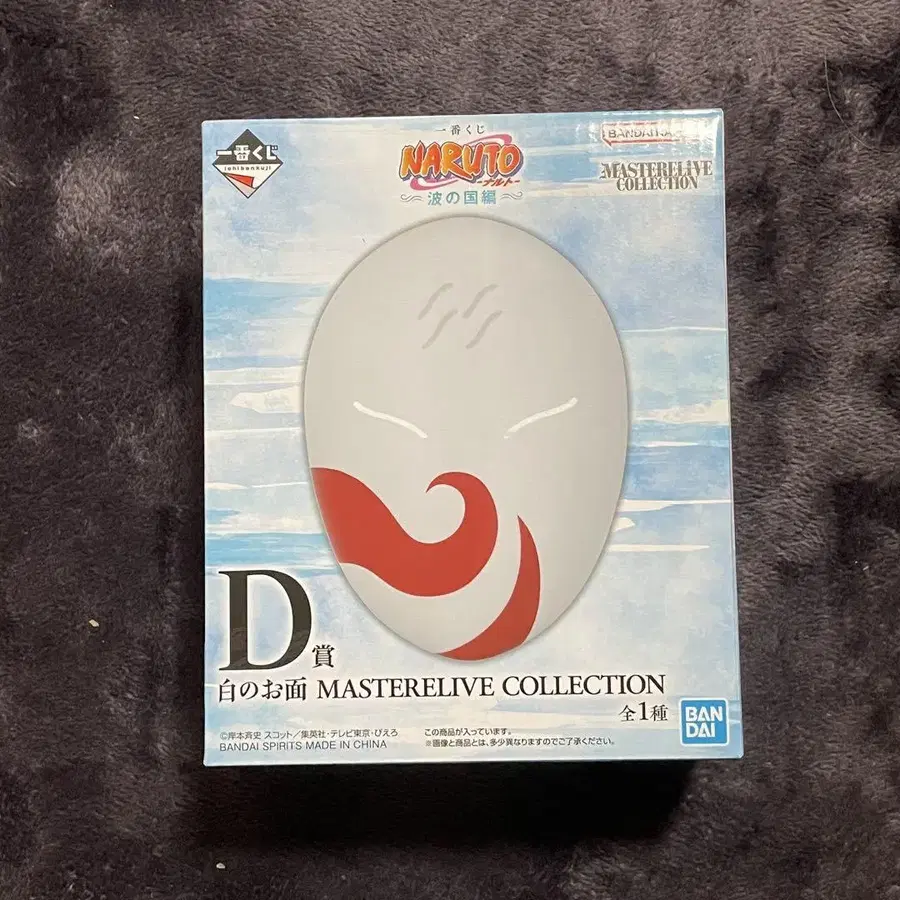 一番くじ
ichibankuji
一番くじ
NARUTO
-ナルト-
波の国編
BANDAI
MASTERELIVE
COLLECTION
D賞
白のお面 MASTERELIVE COLLECTION
全1種
©岸本斉史 スコット／集英社・テレビ東京・ぴえろ
BANDAI SPIRITS MADE IN CHINA
この商品が入っています。
※画像と商品とは、多少異なりますのでご了承ください。
BAN
DAI